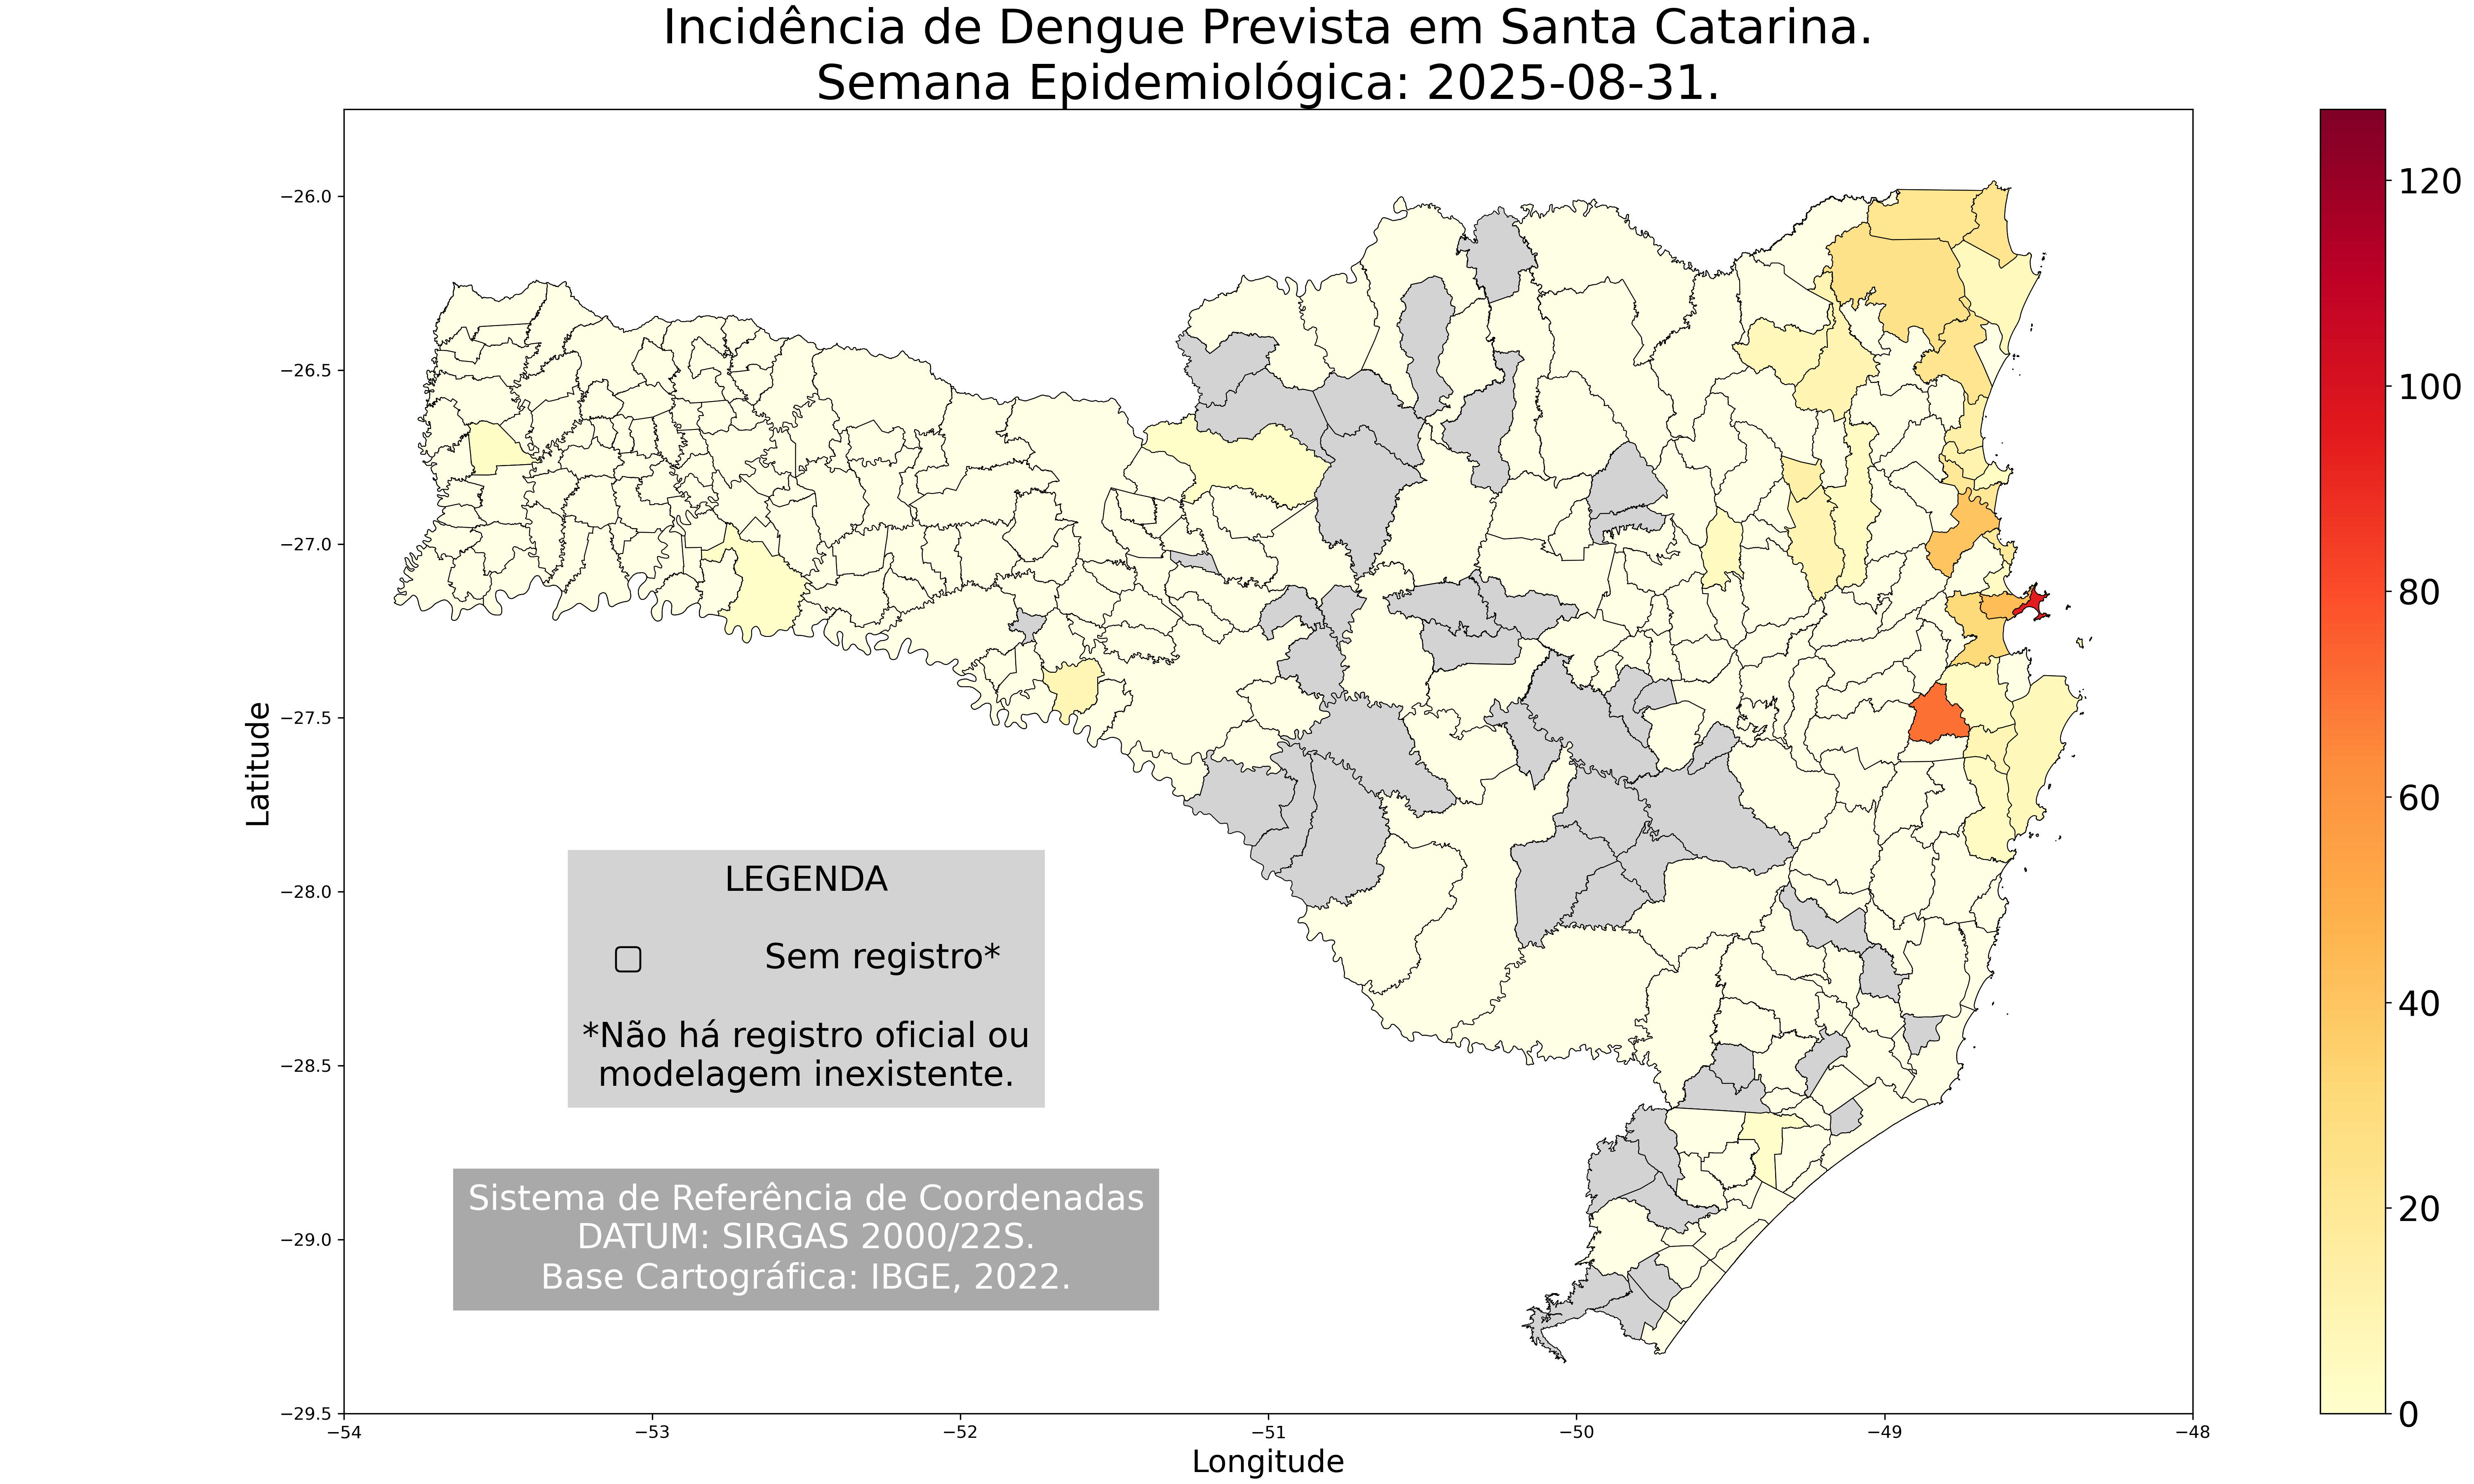 Incidência de Dengue Prevista em Santa Catarina.
Semana Epidemiológica: 2025-08-31.
Latitude
−26.0
−26.5
−27.0
−27.5
−28.0
−28.5
−29.0
−29.5
LEGENDA
▢ Sem registro*
*Não há registro oficial ou
modelagem inexistente.
Sistema de Referência de Coordenadas
DATUM: SIRGAS 2000/22S.
Base Cartográfica: IBGE, 2022.
−54 −53 −52 −51 −50 −49 −48
Longitude
120
100
80
60
40
20
0